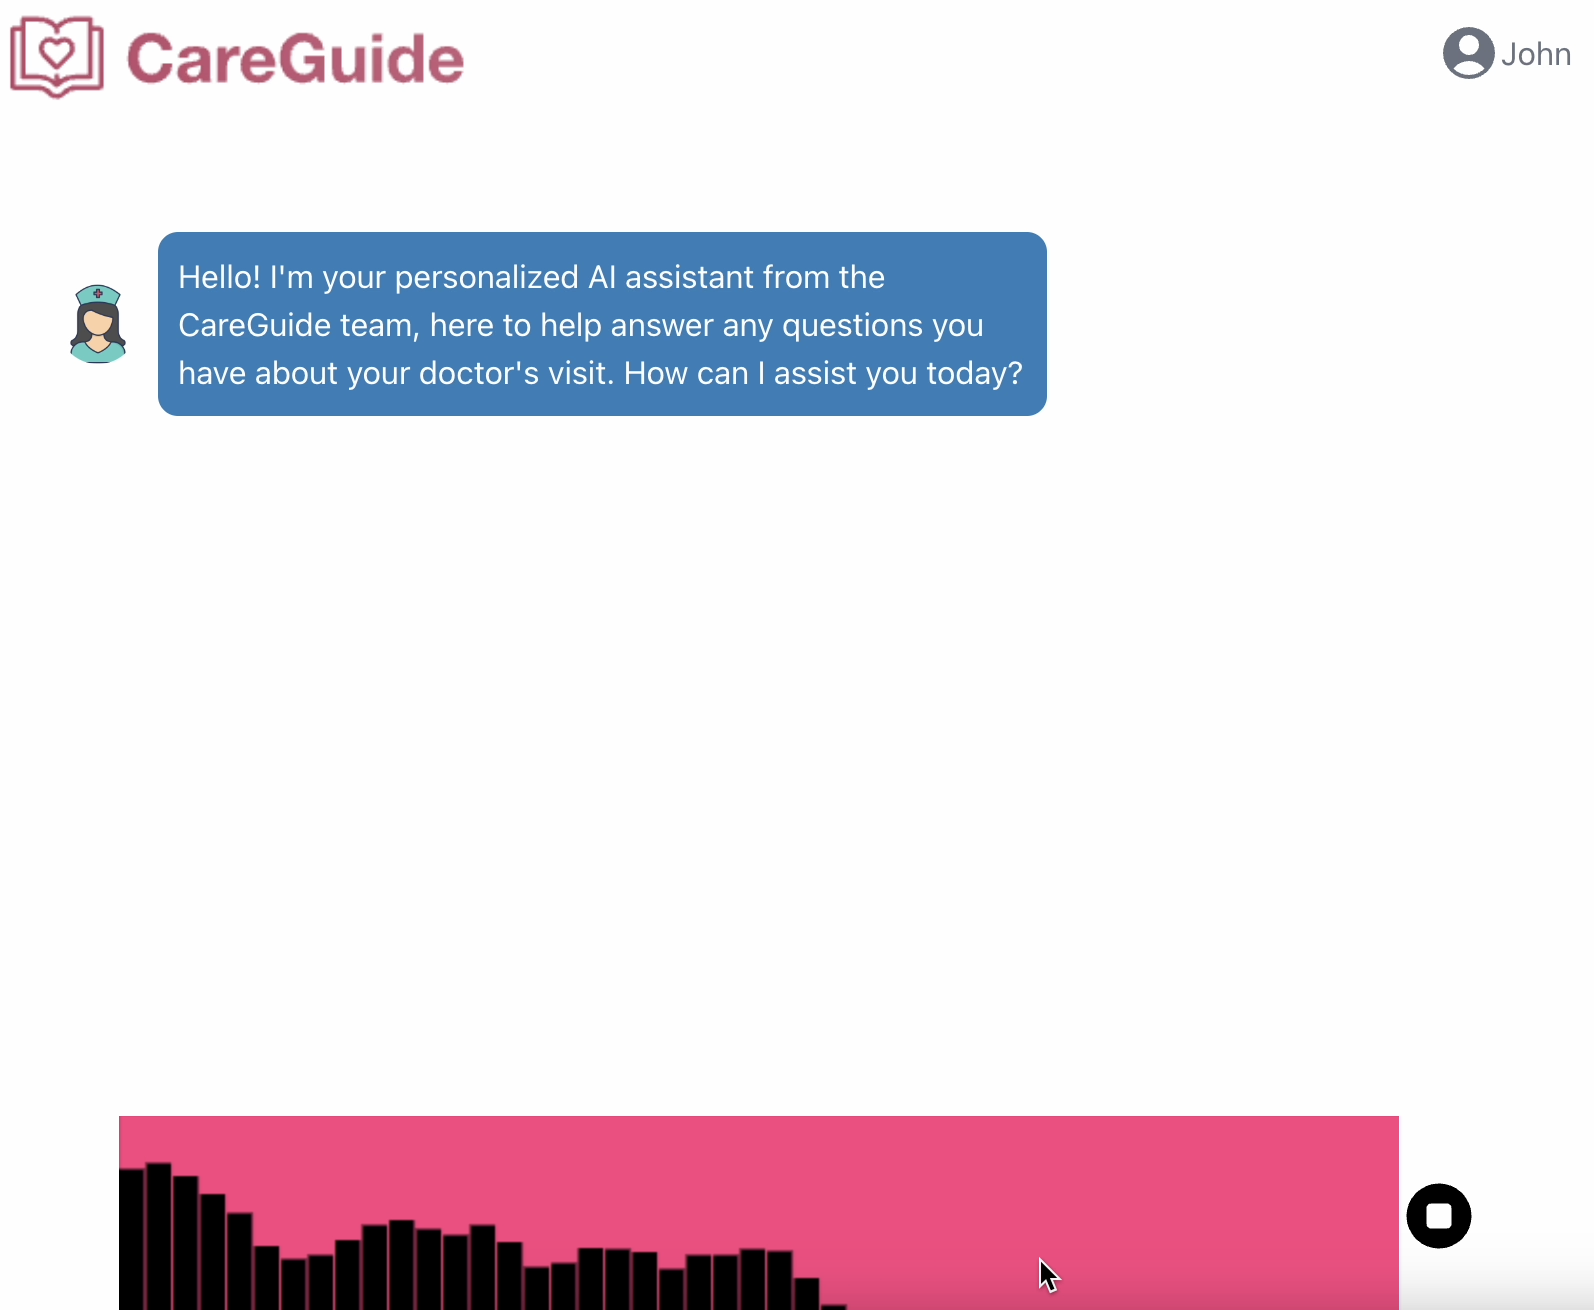 CareGuide
John
Hello! I'm your personalized AI assistant from the
CareGuide team, here to help answer any questions you
have about your doctor's visit. How can I assist you today?